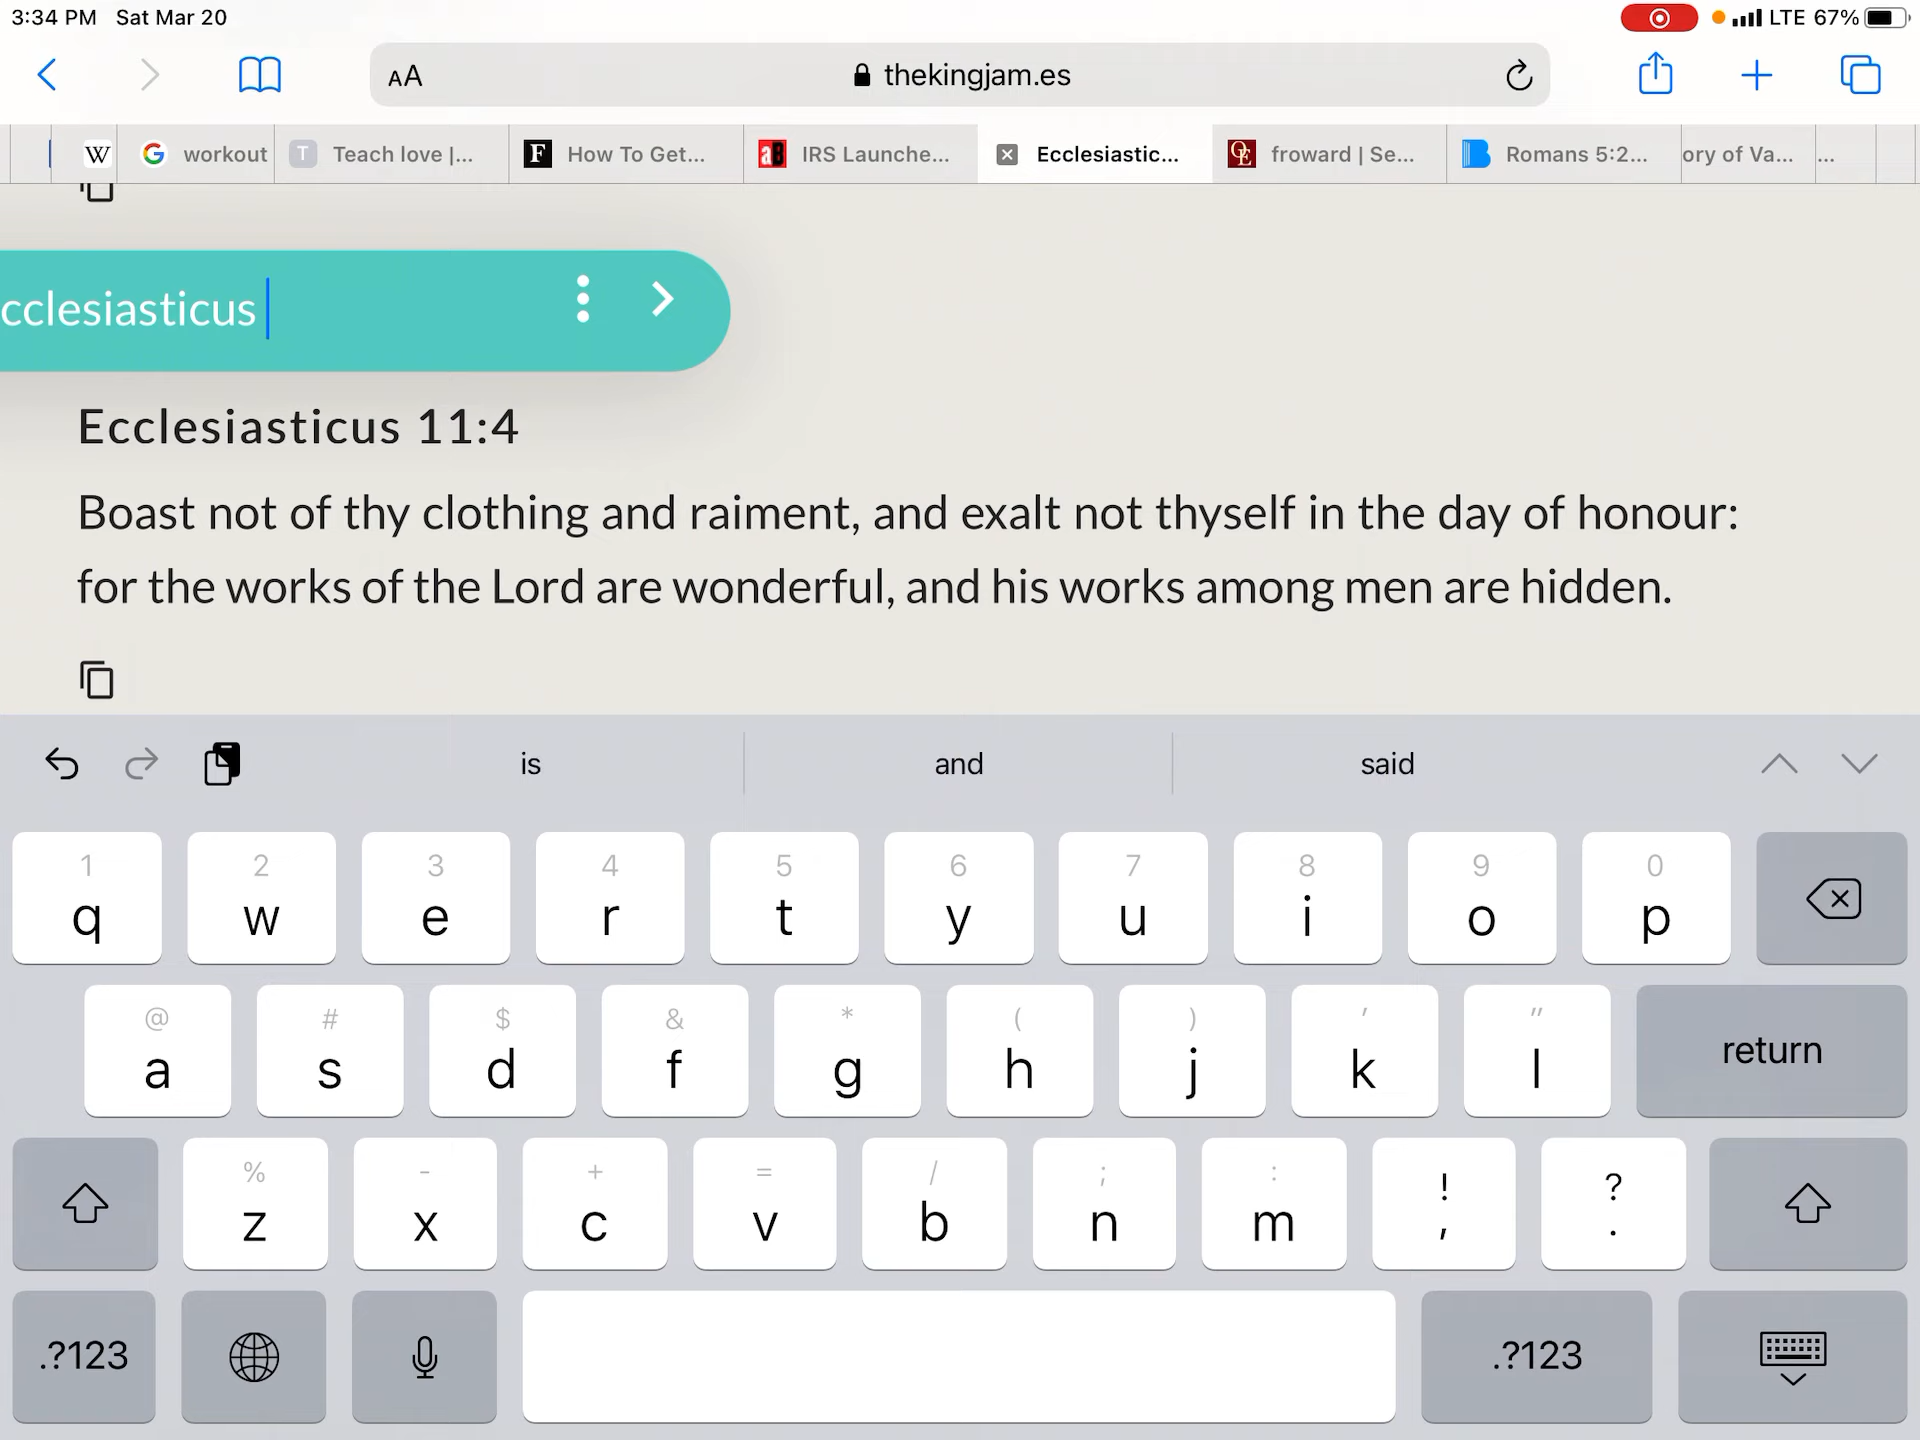 3:34 PM Sat Mar 20 LTE 67%
AA thekingjam.es
W workout T Teach love |... F How To Get... aB IRS Launche... Ecclesiastic... OE froward | Se... Romans 5:2... ory of Va... ...
cclesiasticus
Ecclesiasticus 11:4
Boast not of thy clothing and raiment, and exalt not thyself in the day of honour:
for the works of the Lord are wonderful, and his works among men are hidden.
is and said
1 2 3 4 5 6 7 8 9 0
q w e r t y u i o p
@ # $ & * ( ) ' "
a s d f g h j k l return
% - + = / ; : ! ?
z x c v b n m , .
.?123 .?123